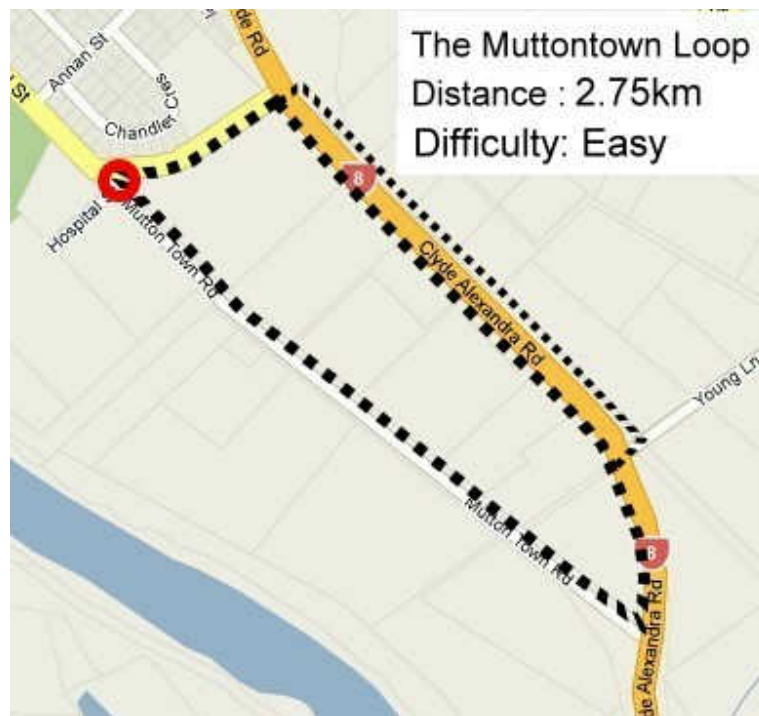 The Muttontown Loop
Distance : 2.75km
Difficulty: Easy
de Rd
Annan St
St
Chandler Cres
8
Hospital
Mutton Town Rd
Clyde Alexandra Rd
Young Ln
Mutton Town Rd
8
de Alexandra Rd